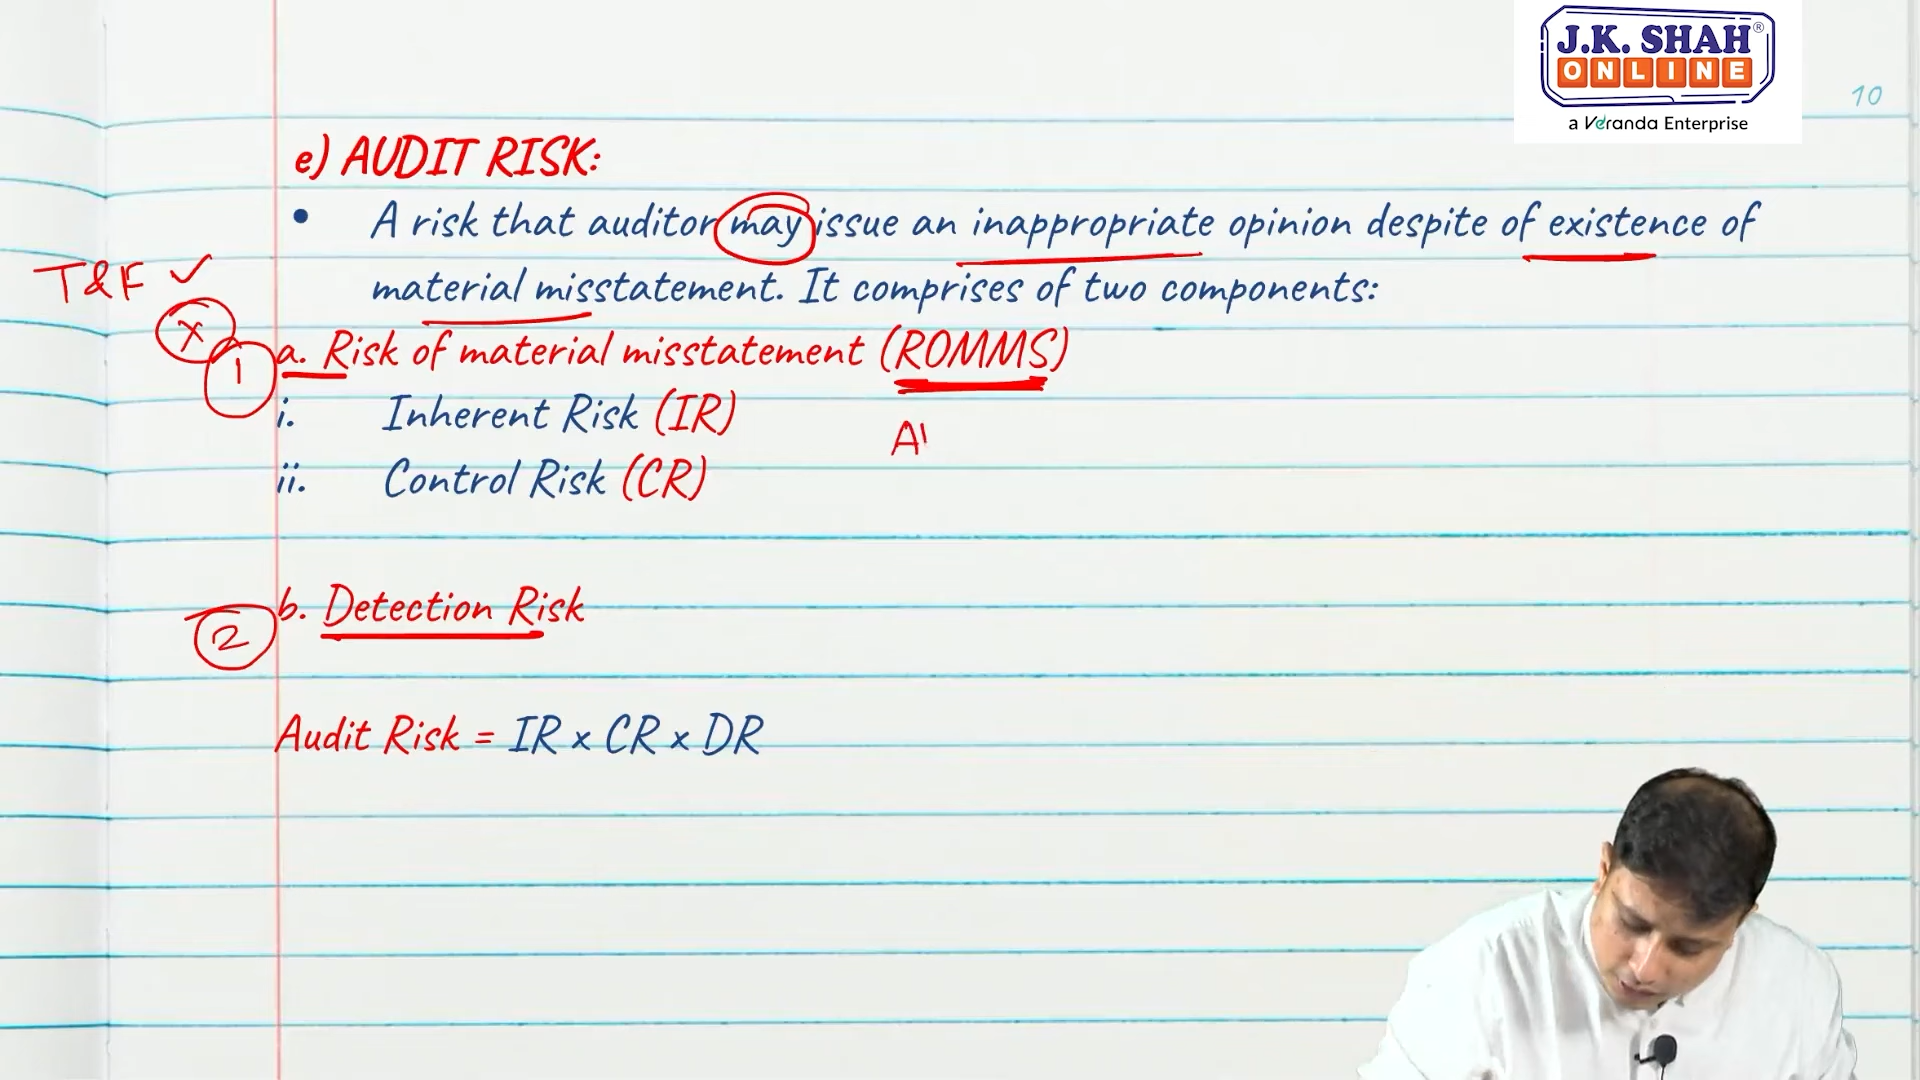 J.K. SHAH®
ONLINE
a Veranda Enterprise
10
e) AUDIT RISK:
• A risk that auditor may issue an inappropriate opinion despite of existence of
T&F ✓
material misstatement. It comprises of two components:
X
1 a. Risk of material misstatement (ROMMS)
i. Inherent Risk (IR)
ii. Control Risk (CR)
2 b. Detection Risk
Audit Risk = IR x CR x DR